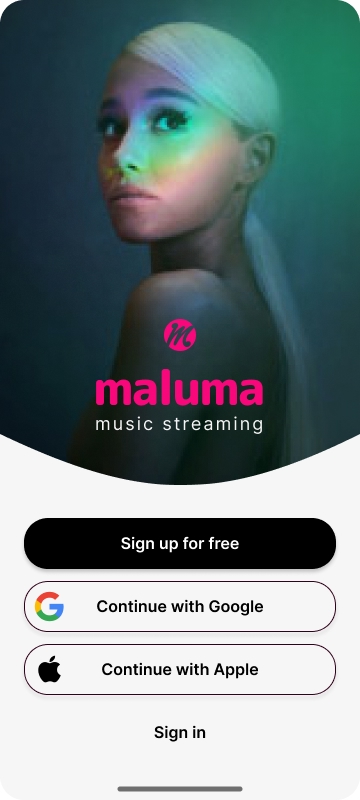 maluma
music streaming
Sign up for free
Continue with Google
Continue with Apple
Sign in